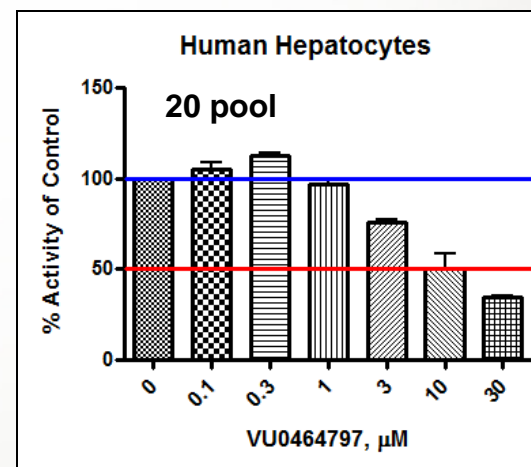 Human Hepatocytes
20 pool
150
100
50
0
% Activity of Control
0 0.1 0.3 1 3 10 30
VU0464797, μM